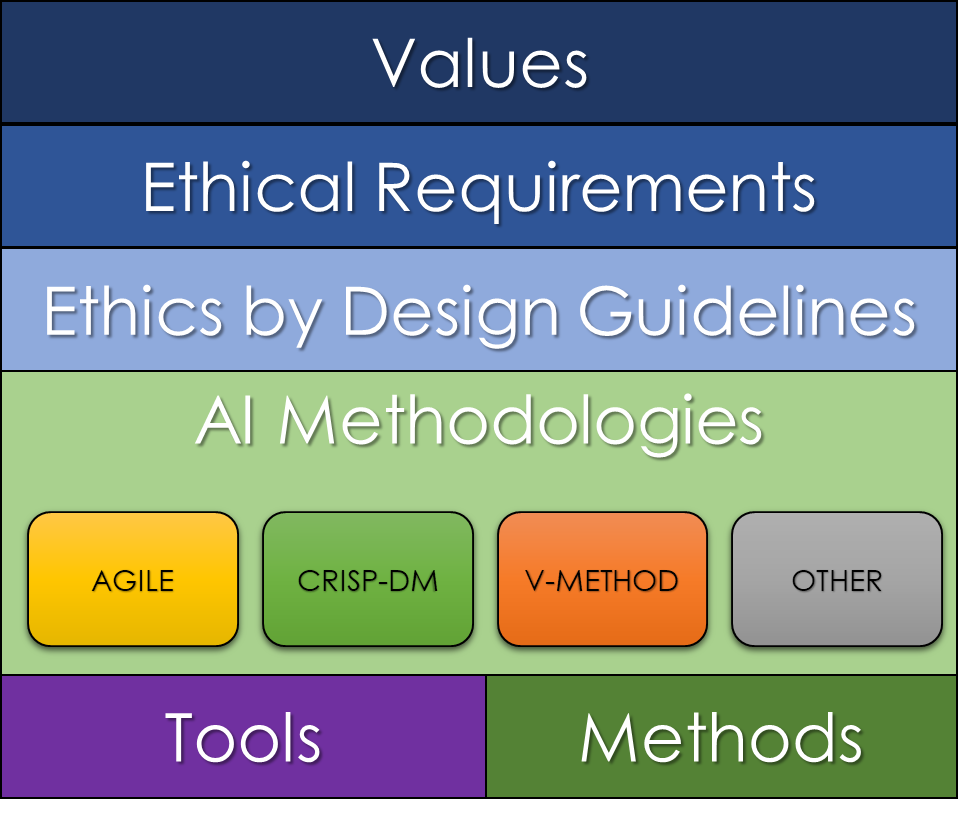 Values
Ethical Requirements
Ethics by Design Guidelines
AI Methodologies
AGILE CRISP-DM V-METHOD OTHER
Tools Methods